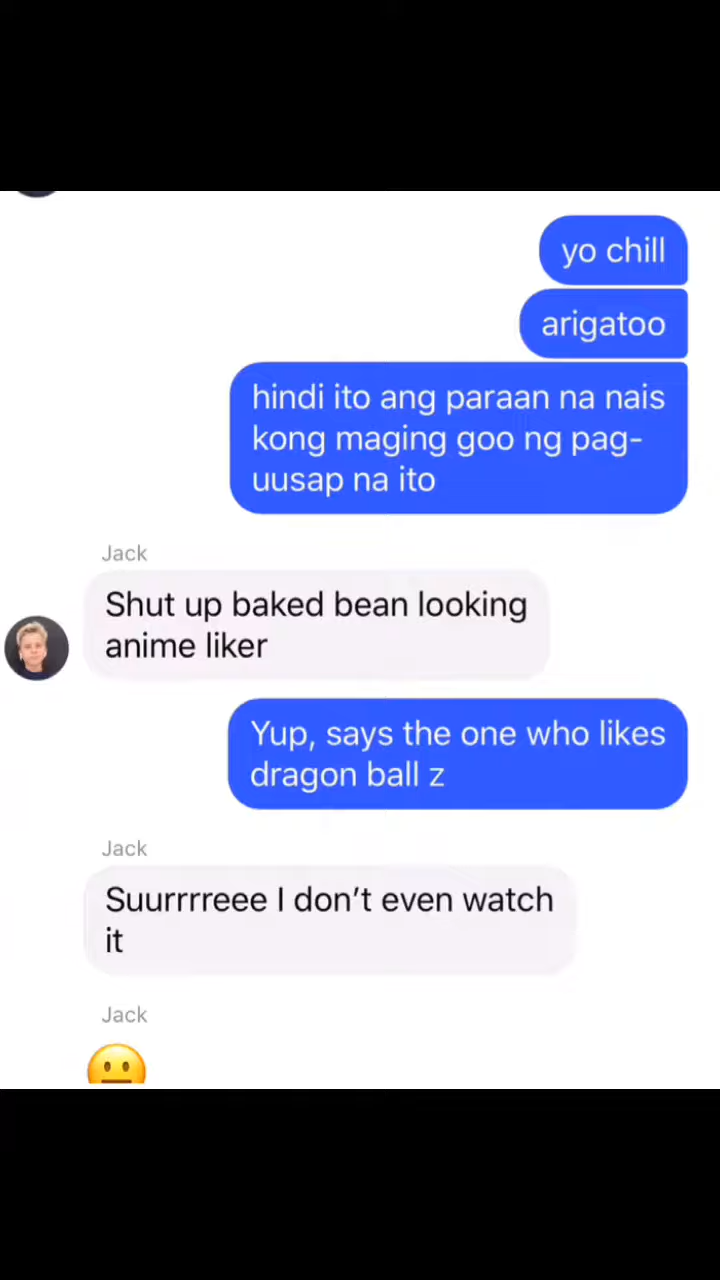 yo chill
arigatoo
hindi ito ang paraan na nais
kong maging goo ng pag-
uusap na ito
Jack
Shut up baked bean looking
anime liker
Yup, says the one who likes
dragon ball z
Jack
Suurrrreee I don’t even watch
it
Jack
😐